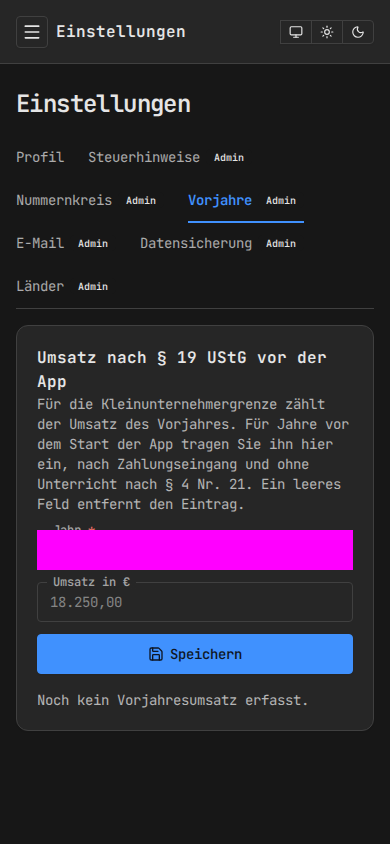 Einstellungen
Einstellungen
Profil Steuerhinweise Admin
Nummernkreis Admin Vorjahre Admin
E-Mail Admin Datensicherung Admin
Länder Admin
Umsatz nach § 19 UStG vor der
App
Für die Kleinunternehmergrenze zählt
der Umsatz des Vorjahres. Für Jahre vor
dem Start der App tragen Sie ihn hier
ein, nach Zahlungseingang und ohne
Unterricht nach § 4 Nr. 21. Ein leeres
Feld entfernt den Eintrag.
Umsatz in €
18.250,00
Speichern
Noch kein Vorjahresumsatz erfasst.